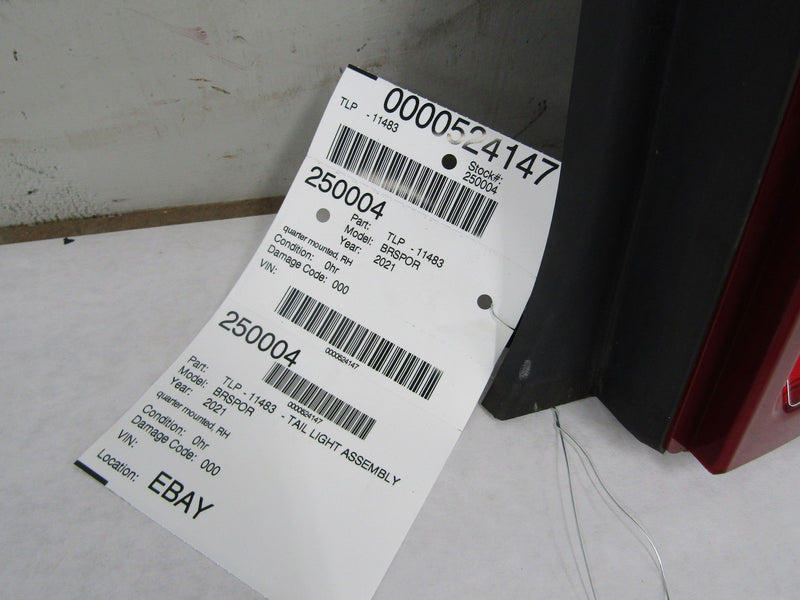 0000524147
TLP - 11483
Stock#:
250004
250004
Part: TLP - 11483
Model: BRSPOR
Year: 2021
quarter mounted, RH
Condition: 0hr
Damage Code: 000
VIN:
0000524147
250004
0000524147
Part: TLP - 11483 - TAIL LIGHT ASSEMBLY
Model: BRSPOR
Year: 2021
quarter mounted, RH
Condition: 0hr
Damage Code: 000
VIN:
Location: EBAY